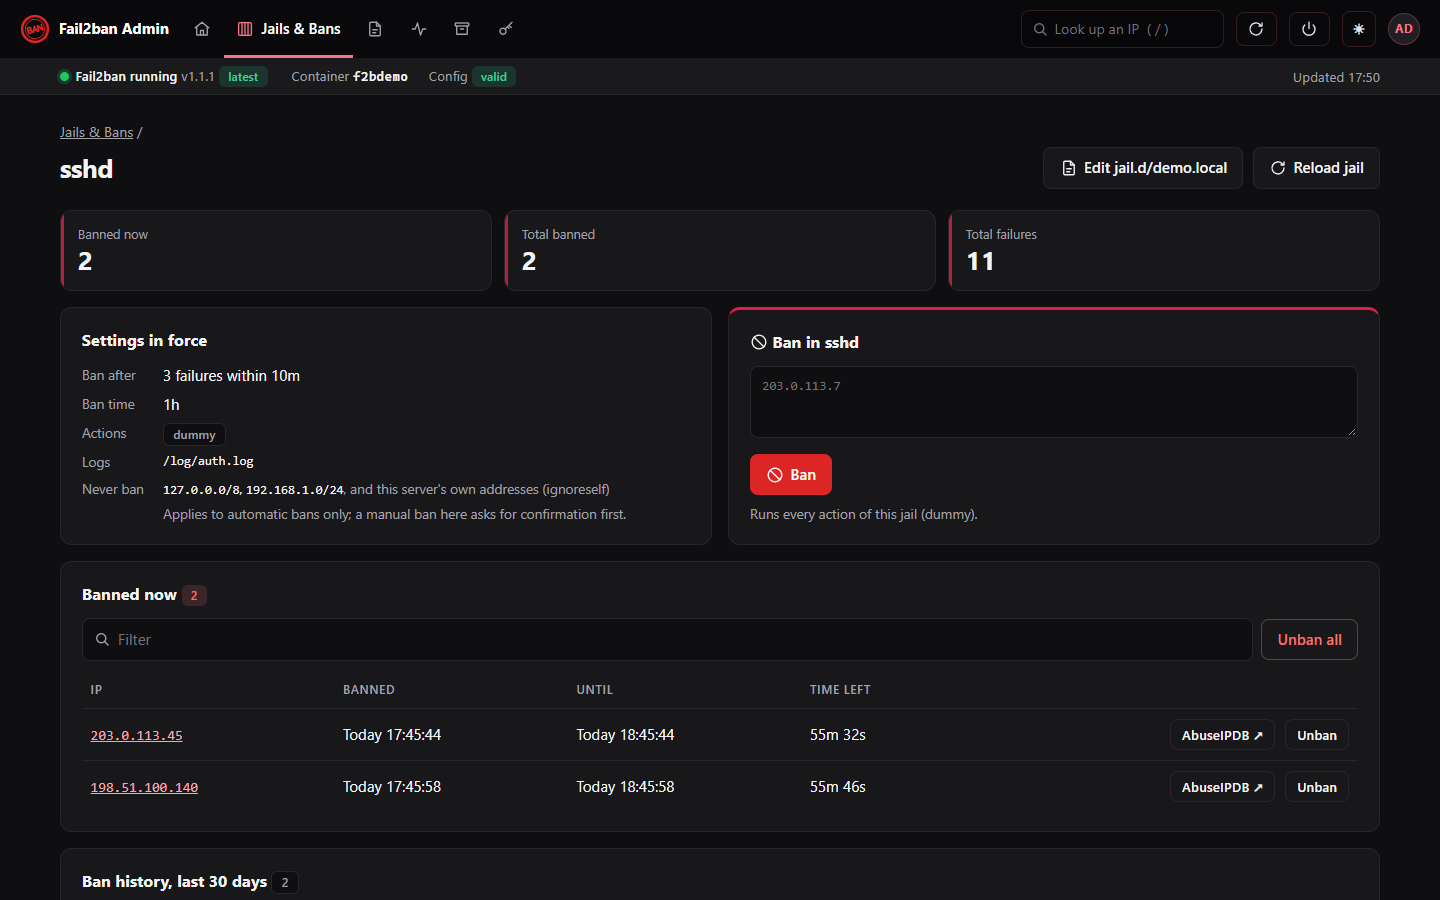 BAN Fail2ban Admin Jails & Bans Look up an IP ( / ) AD
Fail2ban running v1.1.1 latest Container f2bdemo Config valid Updated 17:50
Jails & Bans /
sshd Edit jail.d/demo.local Reload jail
Banned now Total banned Total failures
2 2 11
Settings in force
Ban after 3 failures within 10m
Ban time 1h
Actions dummy
Logs /log/auth.log
Never ban 127.0.0.0/8, 192.168.1.0/24, and this server's own addresses (ignoreself)
Applies to automatic bans only; a manual ban here asks for confirmation first.
Ban in sshd
203.0.113.7
Ban
Runs every action of this jail (dummy).
Banned now 2
Filter Unban all
IP BANNED UNTIL TIME LEFT
203.0.113.45 Today 17:45:44 Today 18:45:44 55m 32s AbuseIPDB ↗ Unban
198.51.100.140 Today 17:45:58 Today 18:45:58 55m 46s AbuseIPDB ↗ Unban
Ban history, last 30 days 2